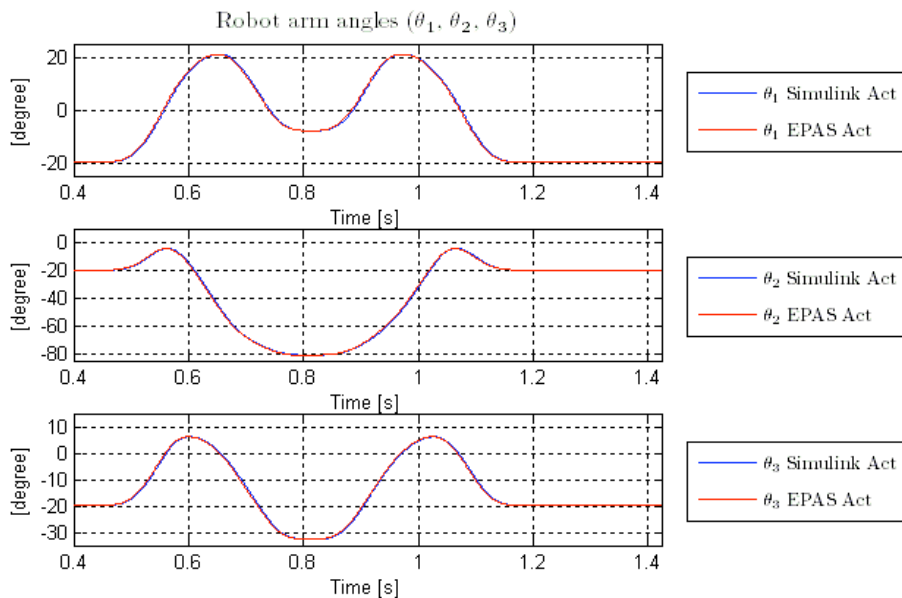 Robot arm angles (θ₁, θ₂, θ₃)
20
0
-20
[degree]
0.4 0.6 0.8 1 1.2 1.4
Time [s]
θ₁ Simulink Act
θ₁ EPAS Act
0
-20
-40
-60
-80
[degree]
0.4 0.6 0.8 1 1.2 1.4
Time [s]
θ₂ Simulink Act
θ₂ EPAS Act
10
0
-10
-20
-30
[degree]
0.4 0.6 0.8 1 1.2 1.4
Time [s]
θ₃ Simulink Act
θ₃ EPAS Act